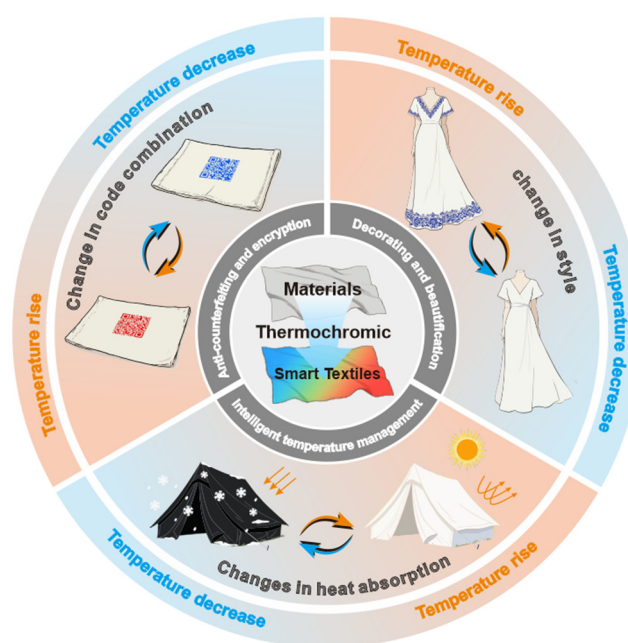 Temperature decrease
Temperature rise
Change in code combination
change in style
Anti-counterfeiting and encryption
Decorating and beautification
Materials
Thermochromic
Smart Textiles
Temperature rise
Temperature decrease
Intelligent temperature management
Changes in heat absorption
Temperature decrease
Temperature rise